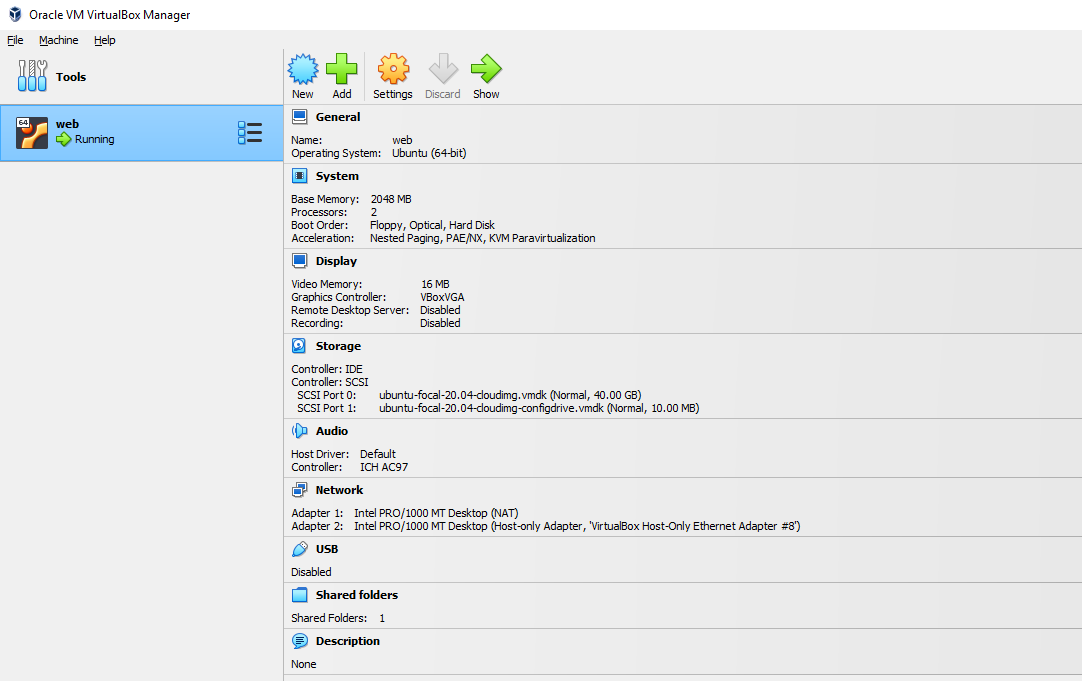 Oracle VM VirtualBox Manager
File Machine Help
Tools
New Add Settings Discard Show
64
web
Running
General
Name: web
Operating System: Ubuntu (64-bit)
System
Base Memory: 2048 MB
Processors: 2
Boot Order: Floppy, Optical, Hard Disk
Acceleration: Nested Paging, PAE/NX, KVM Paravirtualization
Display
Video Memory: 16 MB
Graphics Controller: VBoxVGA
Remote Desktop Server: Disabled
Recording: Disabled
Storage
Controller: IDE
Controller: SCSI
SCSI Port 0: ubuntu-focal-20.04-cloudimg.vmdk (Normal, 40.00 GB)
SCSI Port 1: ubuntu-focal-20.04-cloudimg-configdrive.vmdk (Normal, 10.00 MB)
Audio
Host Driver: Default
Controller: ICH AC97
Network
Adapter 1: Intel PRO/1000 MT Desktop (NAT)
Adapter 2: Intel PRO/1000 MT Desktop (Host-only Adapter, 'VirtualBox Host-Only Ethernet Adapter #8')
USB
Disabled
Shared folders
Shared Folders: 1
Description
None